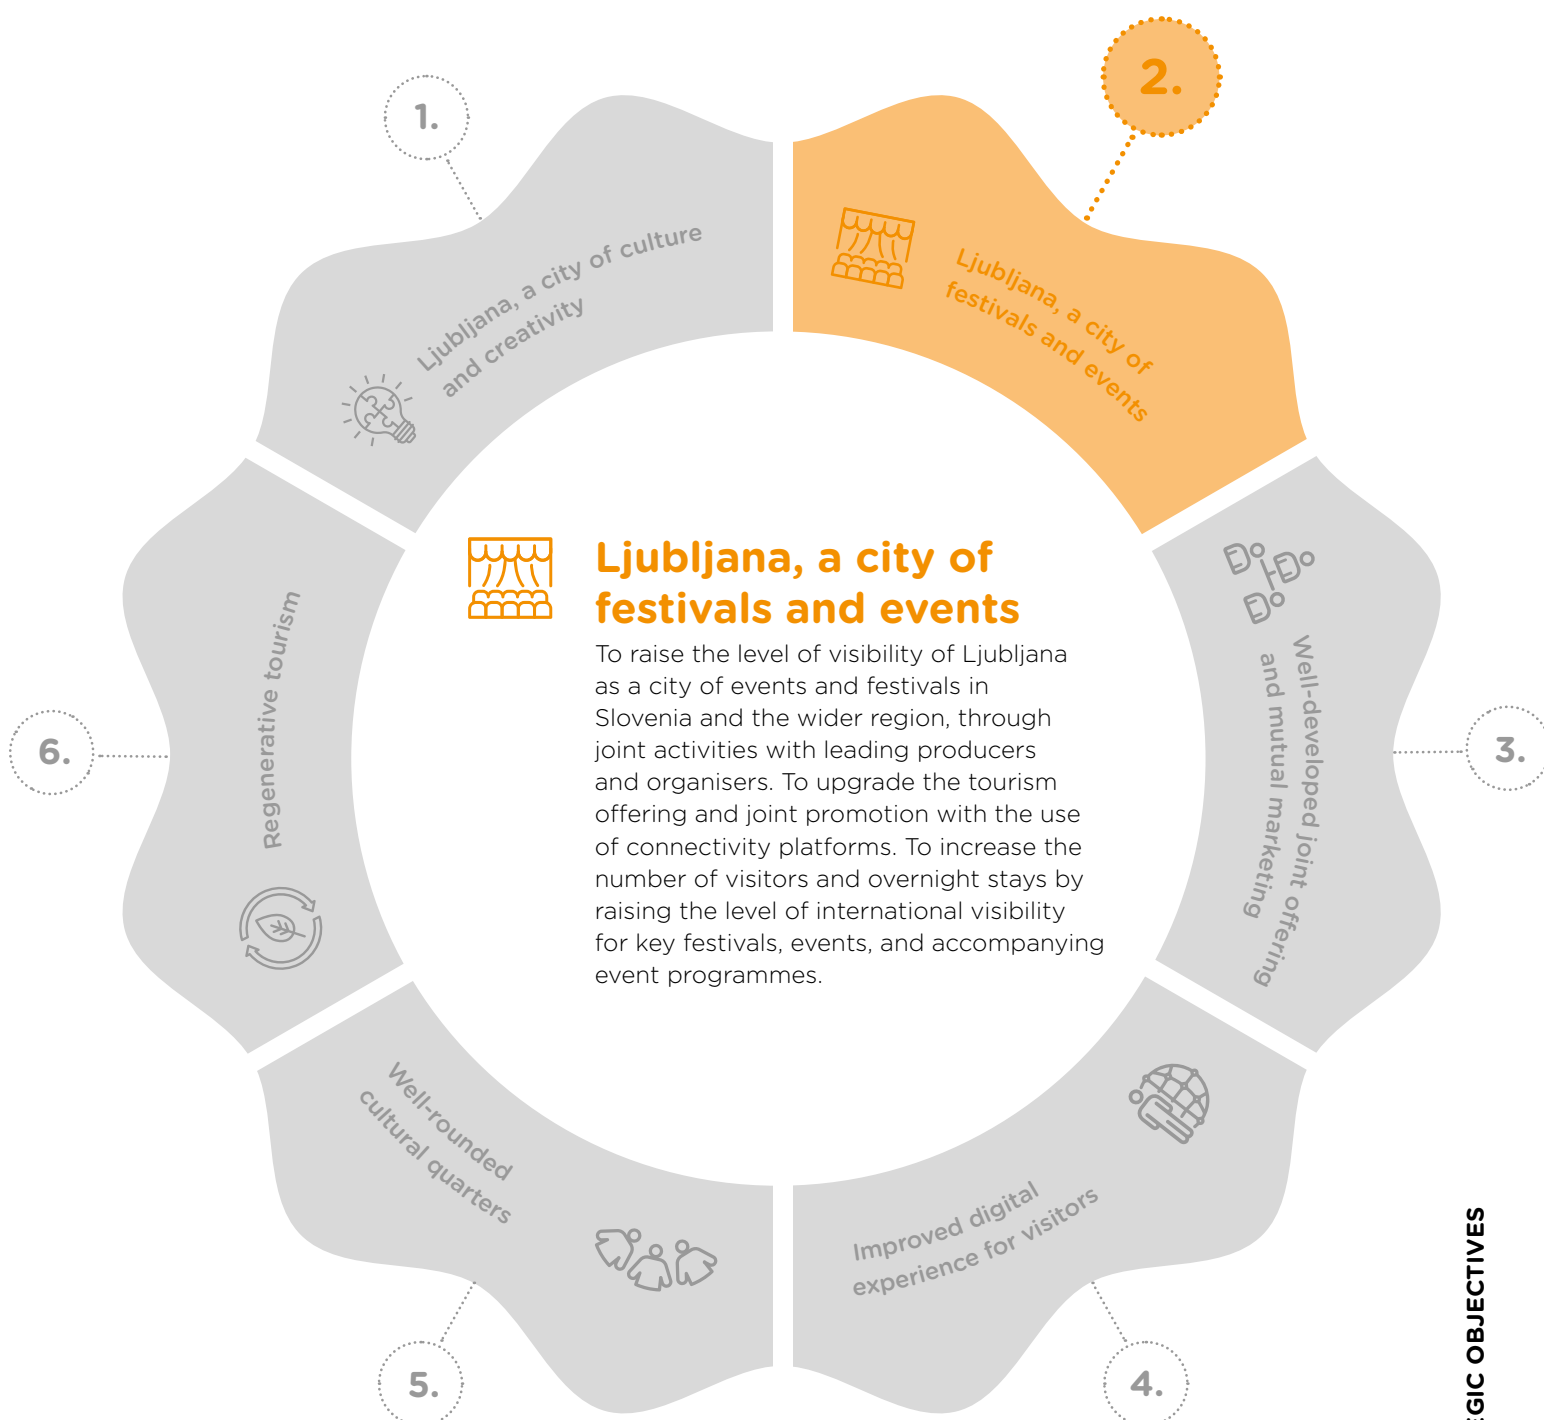 1.
Ljubljana, a city of culture
and creativity
2.
Ljubljana, a city of
festivals and events
3.
Well-developed joint offering
and mutual marketing
4.
Improved digital
experience for visitors
5.
Well-rounded
cultural quarters
6.
Regenerative tourism
Ljubljana, a city of
festivals and events
To raise the level of visibility of Ljubljana
as a city of events and festivals in
Slovenia and the wider region, through
joint activities with leading producers
and organisers. To upgrade the tourism
offering and joint promotion with the use
of connectivity platforms. To increase the
number of visitors and overnight stays by
raising the level of international visibility
for key festivals, events, and accompanying
event programmes.
OBJECTIVES